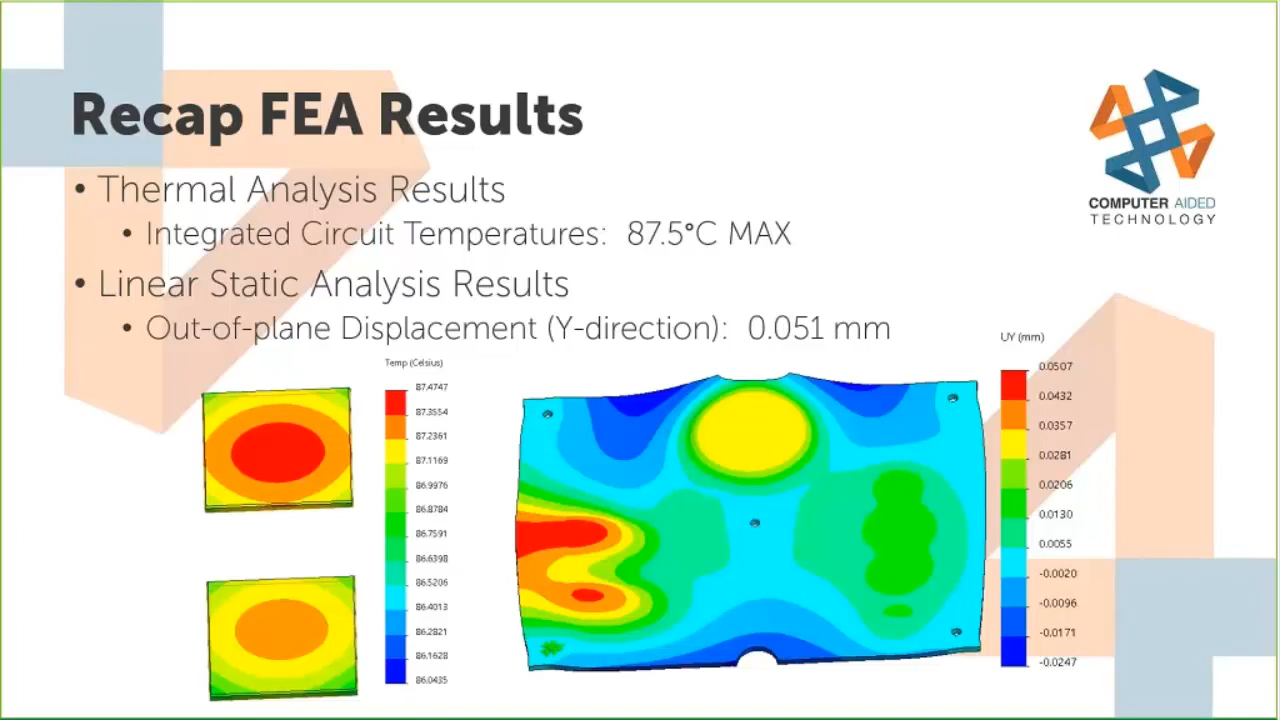 Recap FEA Results
COMPUTER AIDED
TECHNOLOGY
• Thermal Analysis Results
• Integrated Circuit Temperatures: 87.5°C MAX
• Linear Static Analysis Results
• Out-of-plane Displacement (Y-direction): 0.051 mm
Temp (Celsius)
87.4747
87.3554
87.2361
87.1169
86.9976
86.8784
86.7591
86.6398
86.5206
86.4013
86.2821
86.1628
86.0435
UY (mm)
0.0507
0.0432
0.0357
0.0281
0.0206
0.0130
0.0055
-0.0020
-0.0096
-0.0171
-0.0247